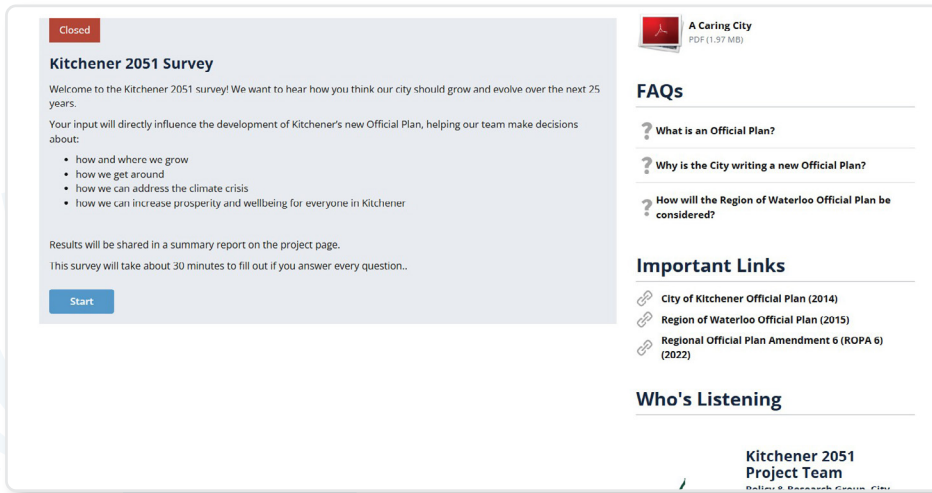 Closed
Kitchener 2051 Survey
Welcome to the Kitchener 2051 survey! We want to hear how you think our city should grow and evolve over the next 25
years.
Your input will directly influence the development of Kitchener's new Official Plan, helping our team make decisions
about:
• how and where we grow
• how we get around
• how we can address the climate crisis
• how we can increase prosperity and wellbeing for everyone in Kitchener
Results will be shared in a summary report on the project page.
This survey will take about 30 minutes to fill out if you answer every question..
Start
A Caring City
PDF (1.97 MB)
FAQs
What is an Official Plan?
Why is the City writing a new Official Plan?
How will the Region of Waterloo Official Plan be
considered?
Important Links
City of Kitchener Official Plan (2014)
Region of Waterloo Official Plan (2015)
Regional Official Plan Amendment 6 (ROPA 6)
(2022)
Who's Listening
Kitchener 2051
Project Team
Policy & Research Group, City